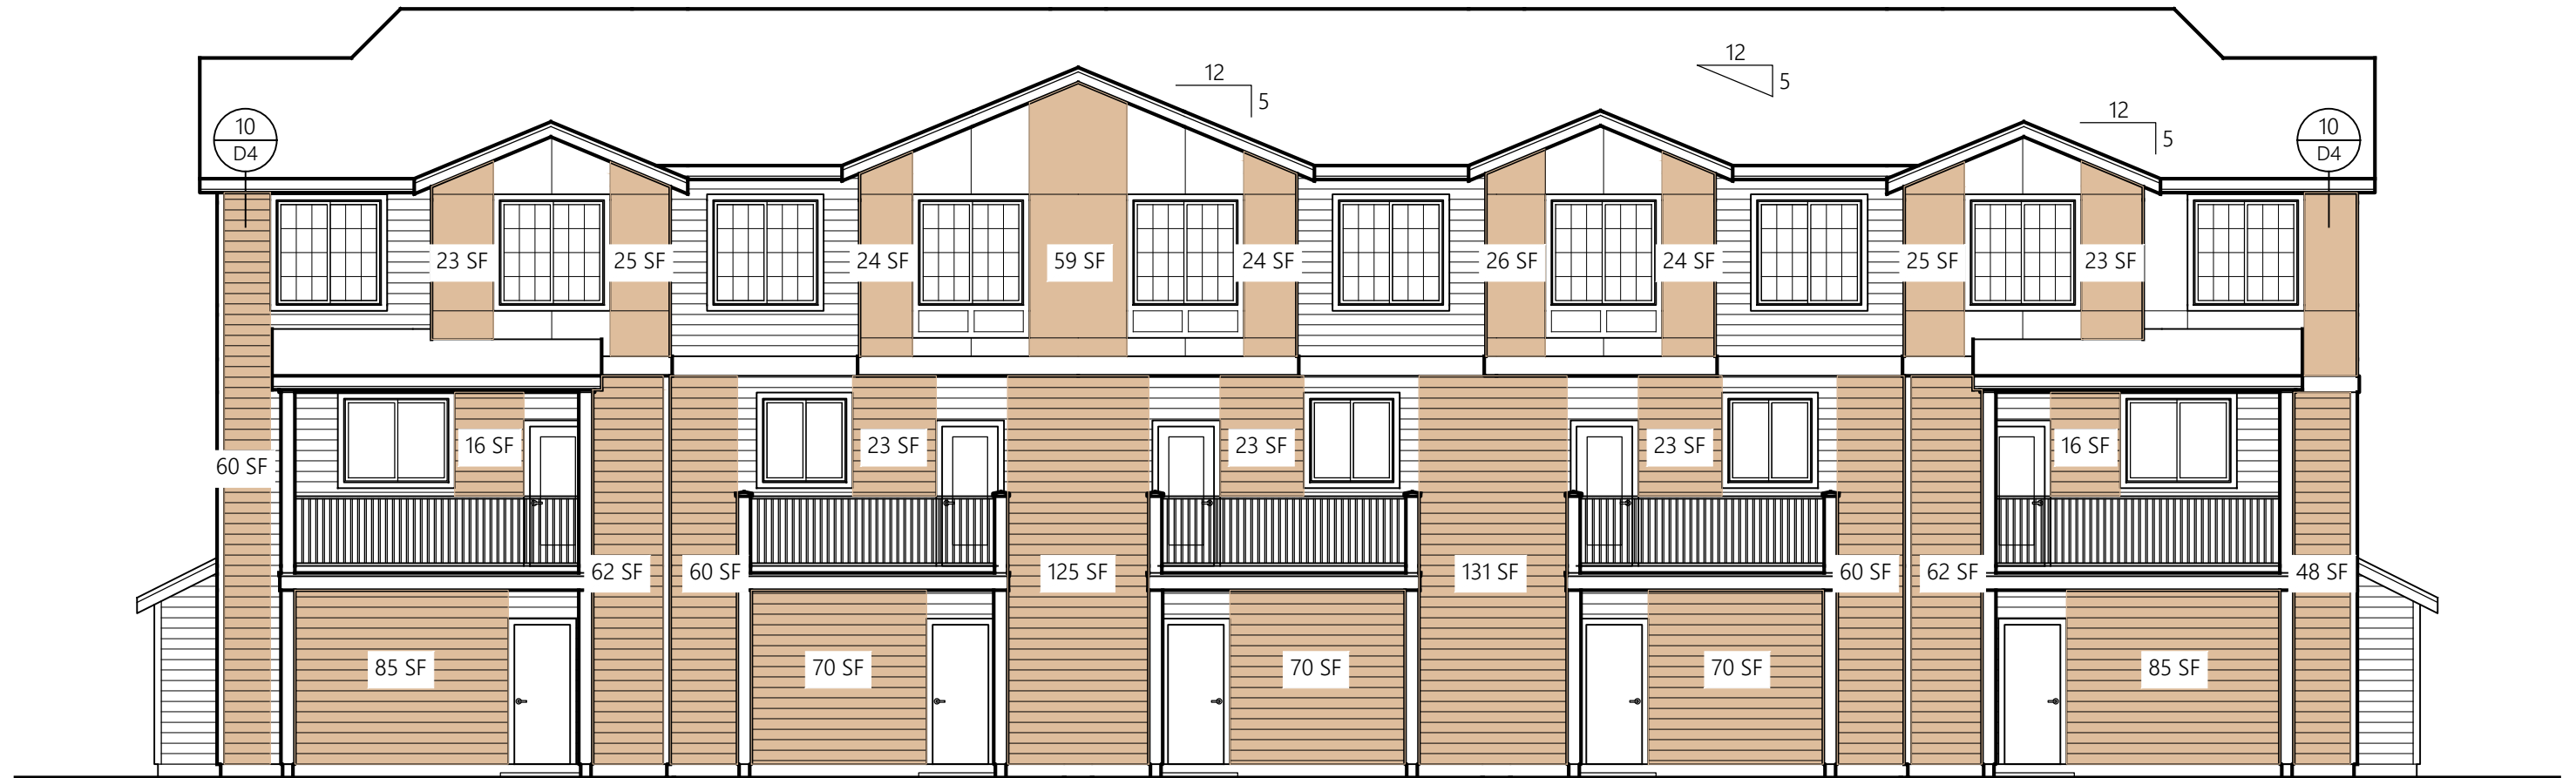 12
5
12
5
12
5
10
D4
10
D4
23 SF
25 SF
24 SF
59 SF
24 SF
26 SF
24 SF
25 SF
23 SF
60 SF
16 SF
23 SF
23 SF
23 SF
16 SF
62 SF
60 SF
125 SF
131 SF
60 SF
62 SF
48 SF
85 SF
70 SF
70 SF
70 SF
85 SF